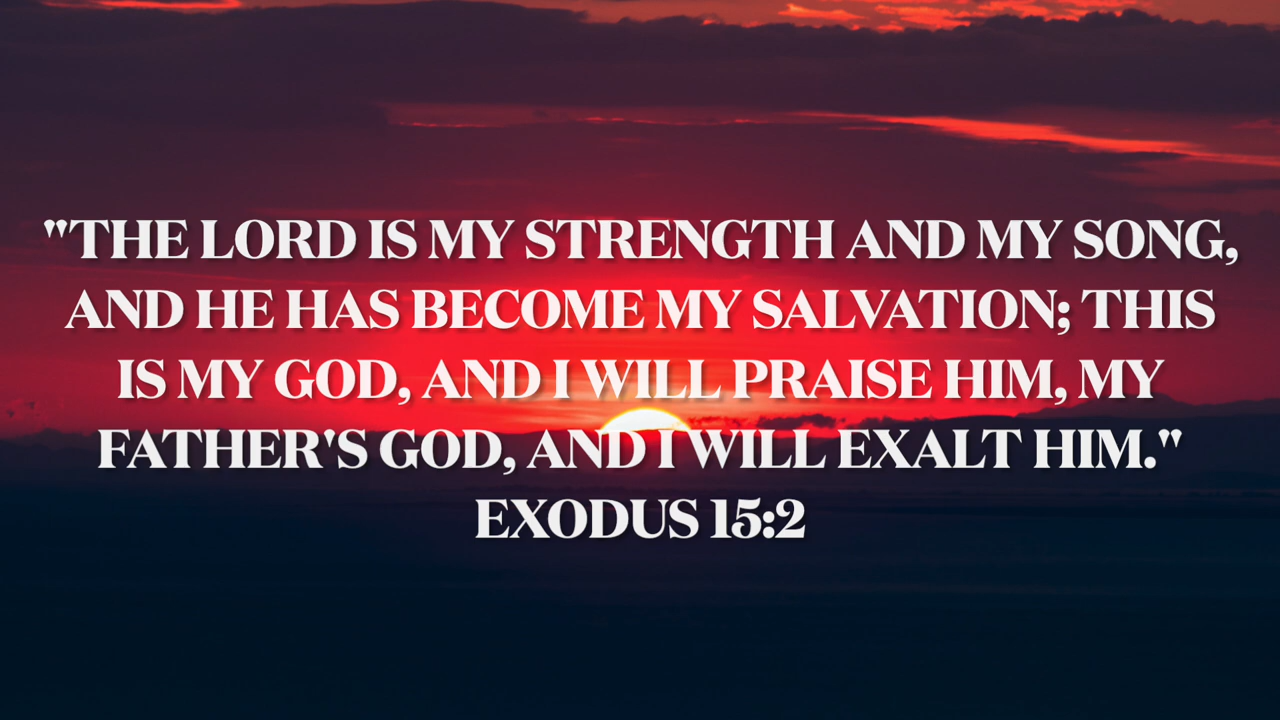 "THE LORD IS MY STRENGTH AND MY SONG,
AND HE HAS BECOME MY SALVATION; THIS
IS MY GOD, AND I WILL PRAISE HIM, MY
FATHER'S GOD, AND I WILL EXALT HIM."
EXODUS 15:2